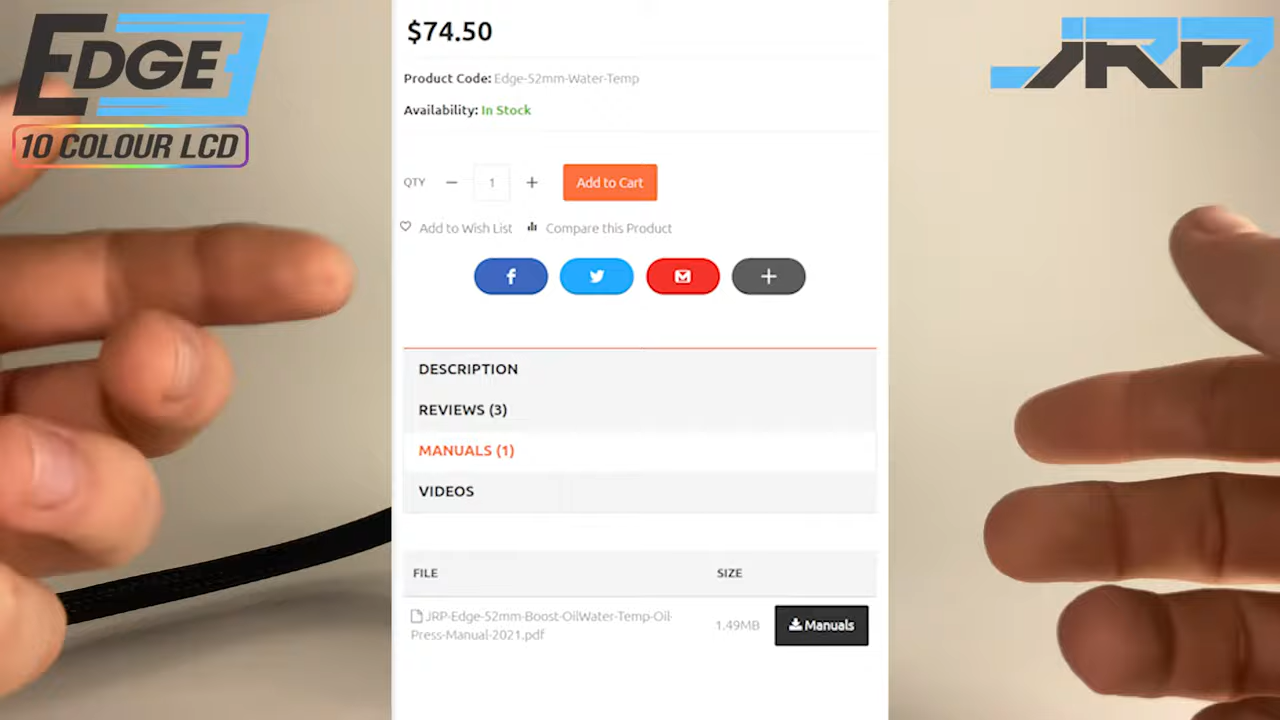 EDGE
10 COLOUR LCD
JRP
$74.50
Product Code: Edge-52mm-Water-Temp
Availability: In Stock
QTY − 1 + Add to Cart
Add to Wish List Compare this Product
f +
DESCRIPTION
REVIEWS (3)
MANUALS (1)
VIDEOS
FILE SIZE
JRP-Edge-52mm-Boost-OilWater-Temp-Oil-
Press-Manual-2021.pdf
1.49MB Manuals